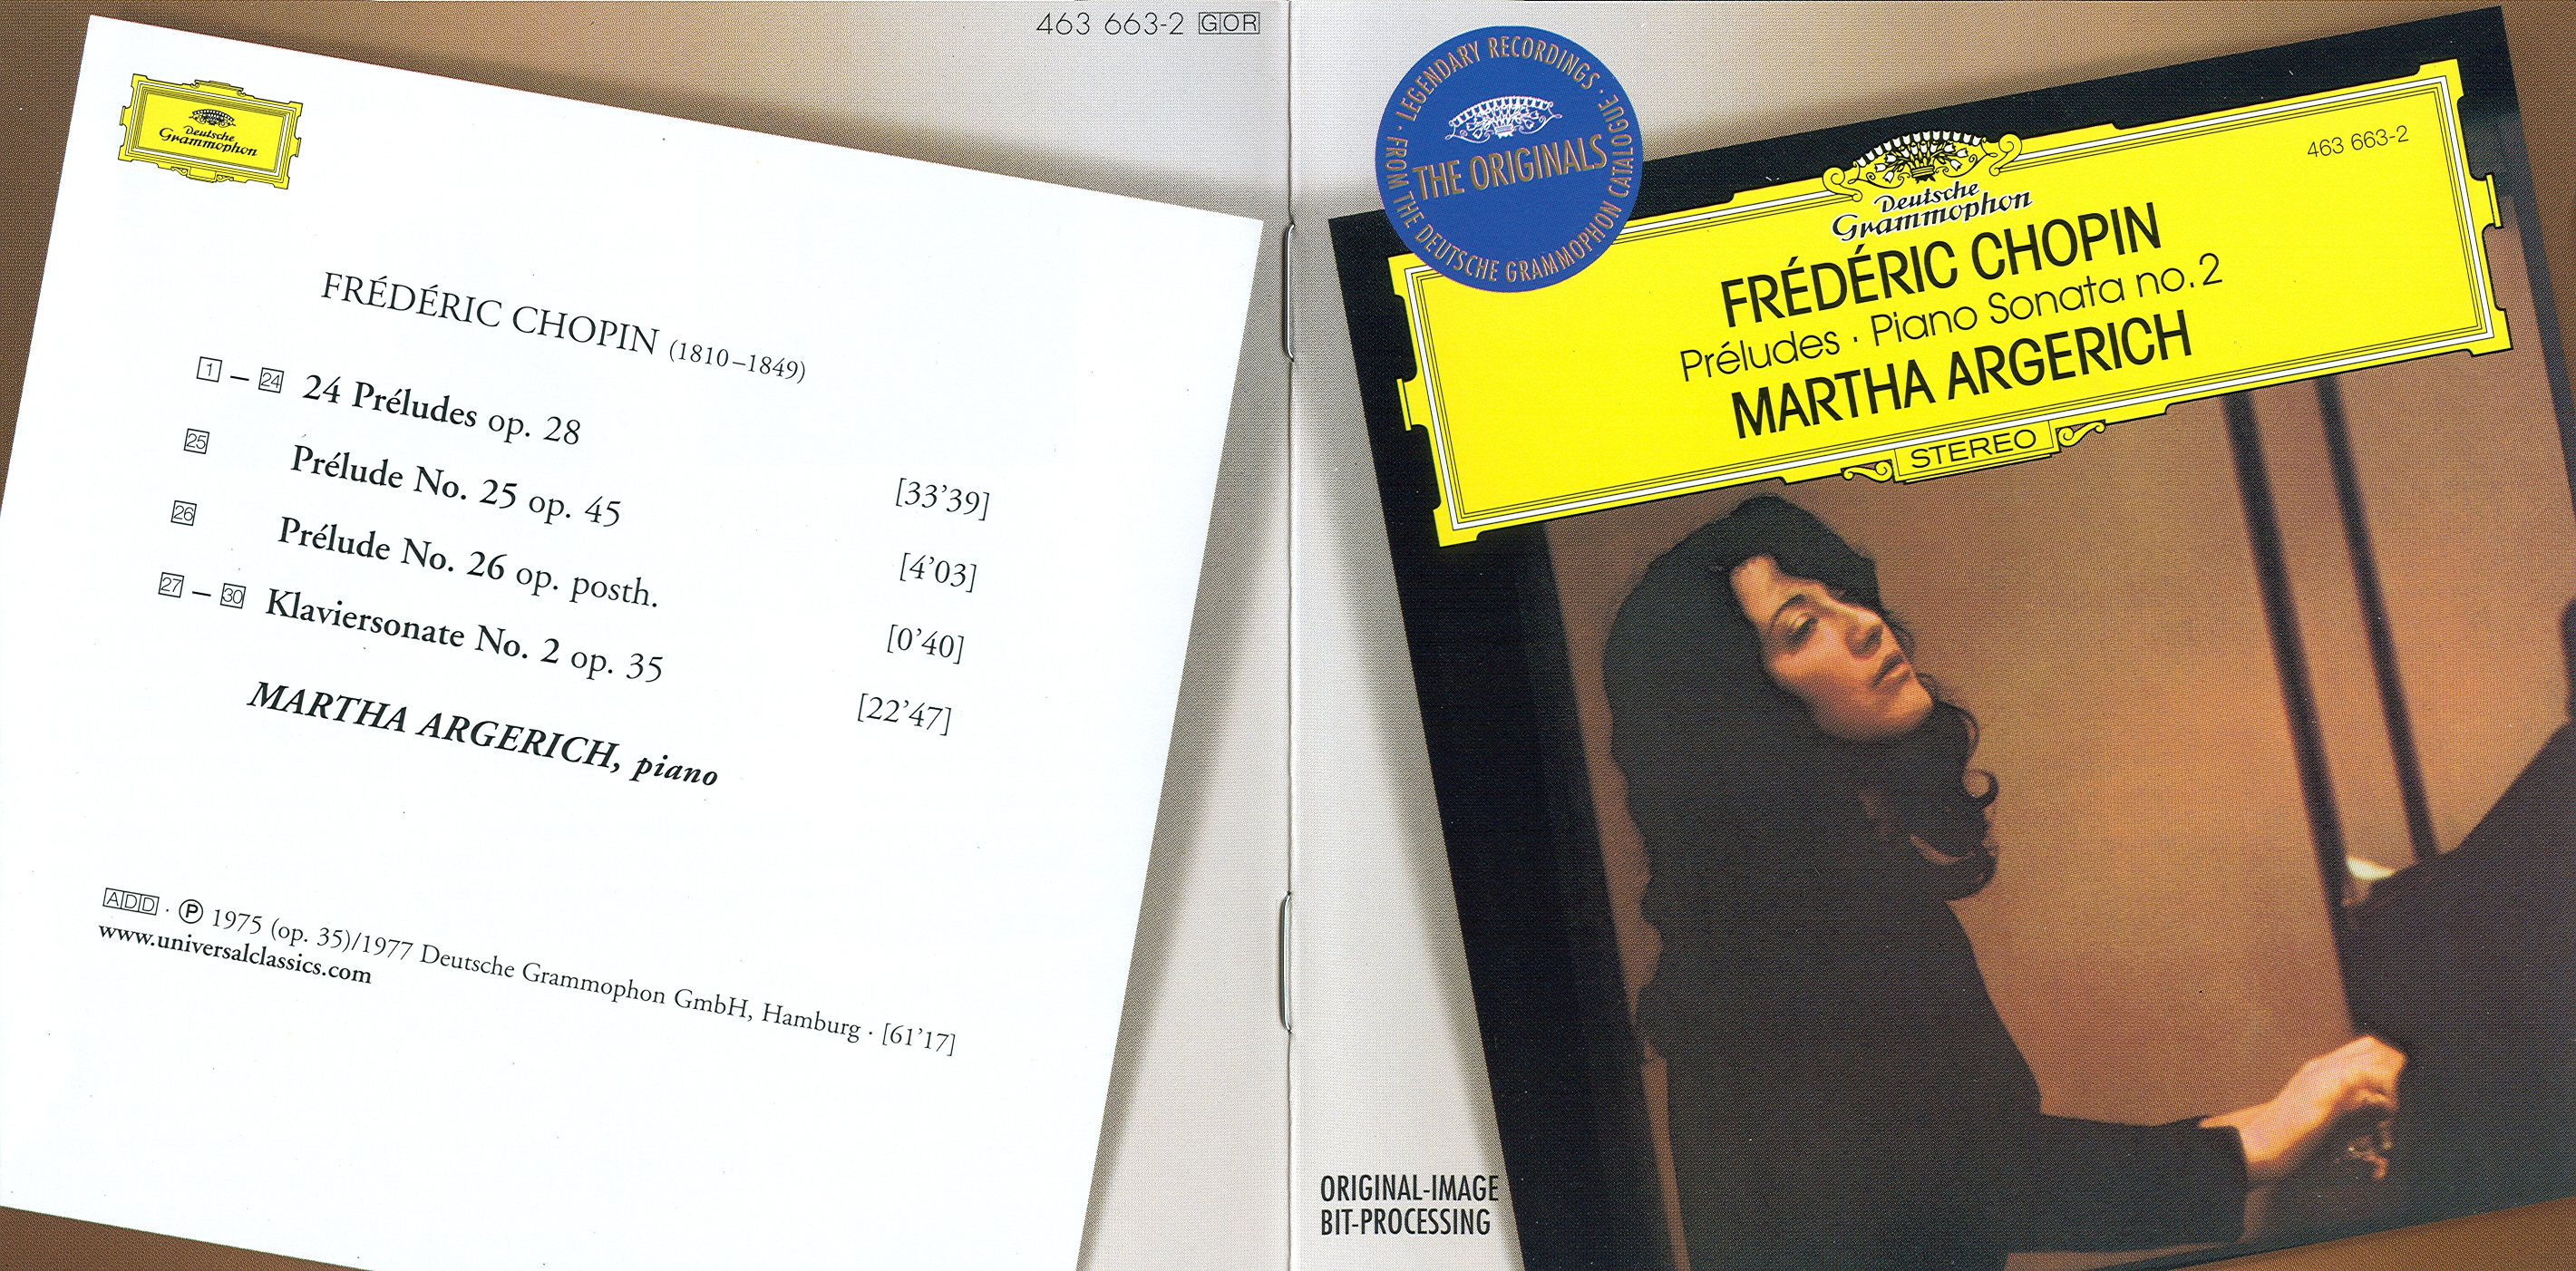 463 663-2 GOR
Deutsche
Grammophon
FRÉDÉRIC CHOPIN (1810–1849)
1 – 24 24 Préludes op. 28 [33’39]
25 Prélude No. 25 op. 45 [4’03]
26 Prélude No. 26 op. posth. [0’40]
27 – 30 Klaviersonate No. 2 op. 35 [22’47]
MARTHA ARGERICH, piano
ADD · Ⓟ 1975 (op. 35)/1977 Deutsche Grammophon GmbH, Hamburg · [61’17]
www.universalclassics.com
LEGENDARY RECORDINGS ·
FROM THE DEUTSCHE GRAMMOPHON CATALOGUE ·
THE ORIGINALS
463 663-2
Deutsche
Grammophon
FRÉDÉRIC CHOPIN
Préludes · Piano Sonata no. 2
MARTHA ARGERICH
STEREO
ORIGINAL-IMAGE
BIT-PROCESSING